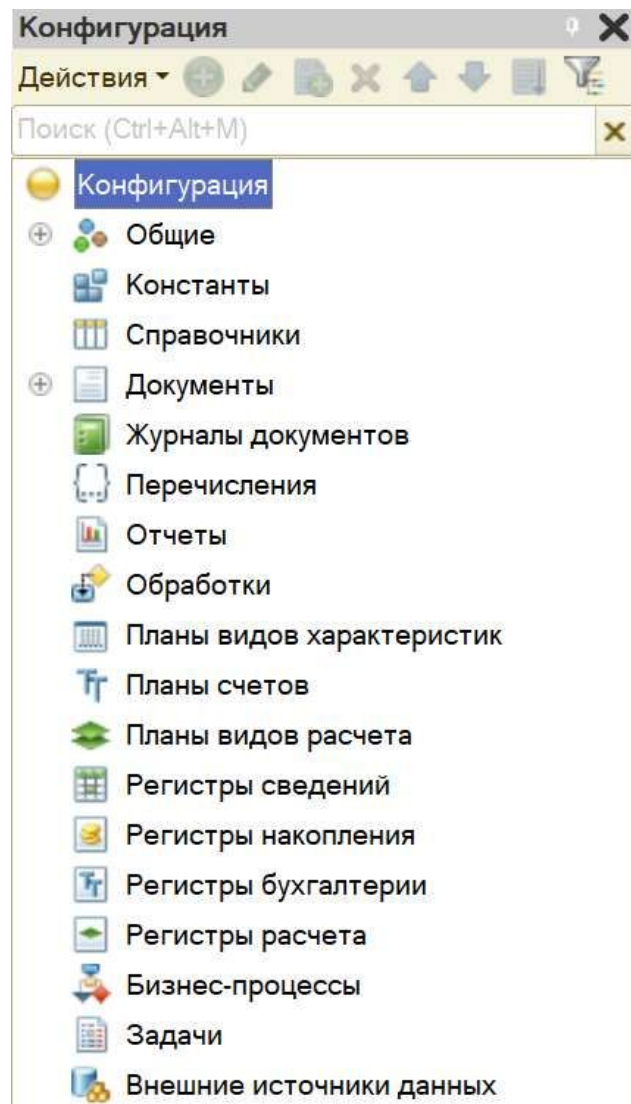 Конфигурация
Действия
Поиск (Ctrl+Alt+M)
Конфигурация
Общие
Константы
Справочники
Документы
Журналы документов
Перечисления
Отчеты
Обработки
Планы видов характеристик
Планы счетов
Планы видов расчета
Регистры сведений
Регистры накопления
Регистры бухгалтерии
Регистры расчета
Бизнес-процессы
Задачи
Внешние источники данных